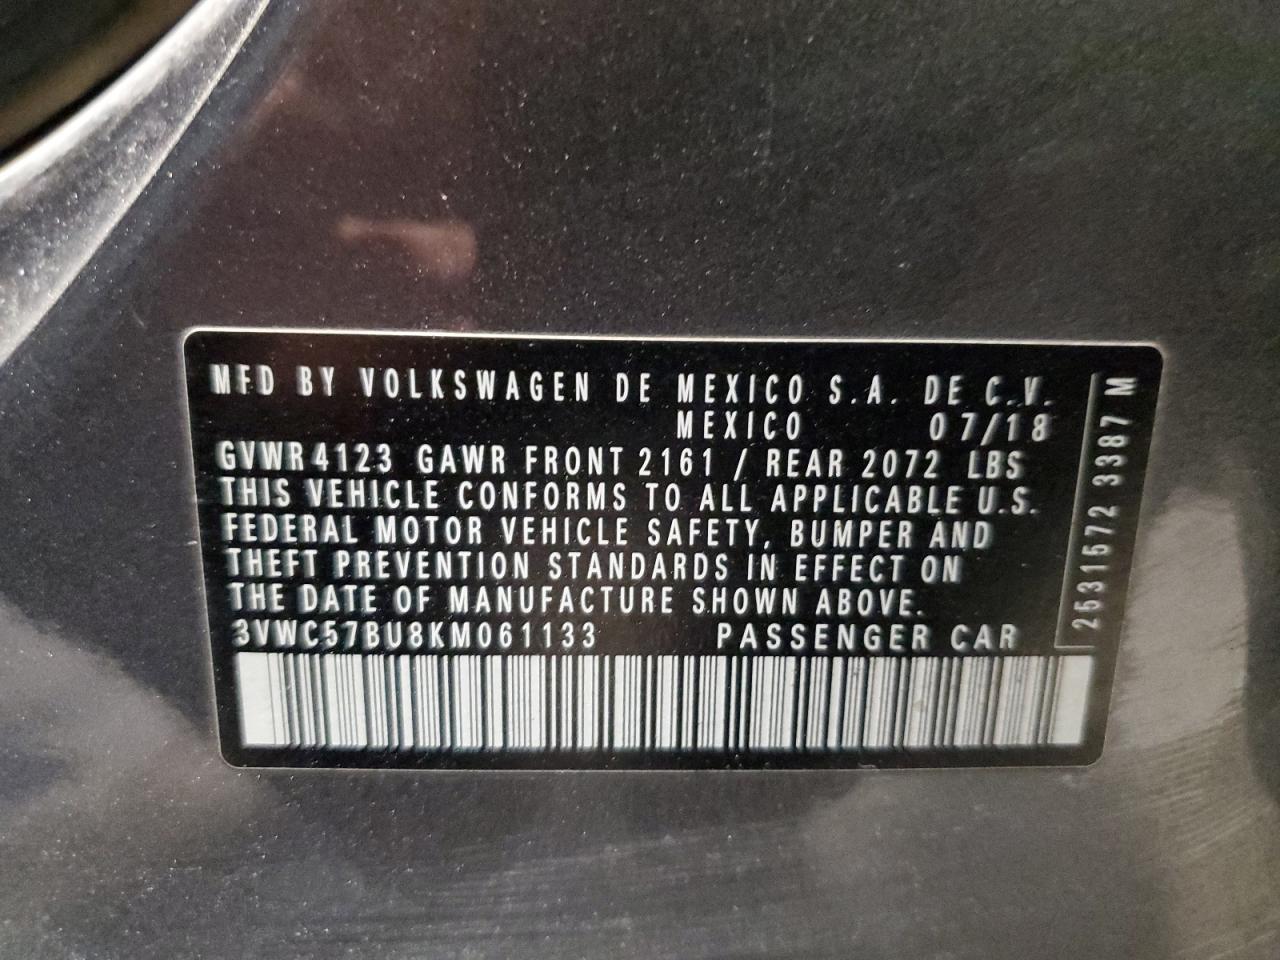 MFD BY VOLKSWAGEN DE MEXICO S.A. DE C.V.
MEXICO 07/18
GVWR 4123 GAWR FRONT 2161 / REAR 2072 LBS
THIS VEHICLE CONFORMS TO ALL APPLICABLE U.S.
FEDERAL MOTOR VEHICLE SAFETY, BUMPER AND
THEFT PREVENTION STANDARDS IN EFFECT ON
THE DATE OF MANUFACTURE SHOWN ABOVE.
3VWC57BU8KM061133 PASSENGER CAR
2531572 3387 M